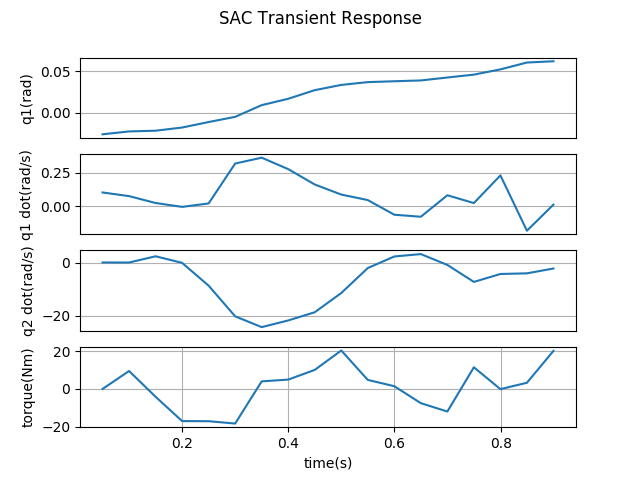 SAC Transient Response
q1(rad)
0.05
0.00
q1 dot(rad/s)
0.25
0.00
q2 dot(rad/s)
0
−20
torque(Nm)
20
0
−20
0.2 0.4 0.6 0.8
time(s)